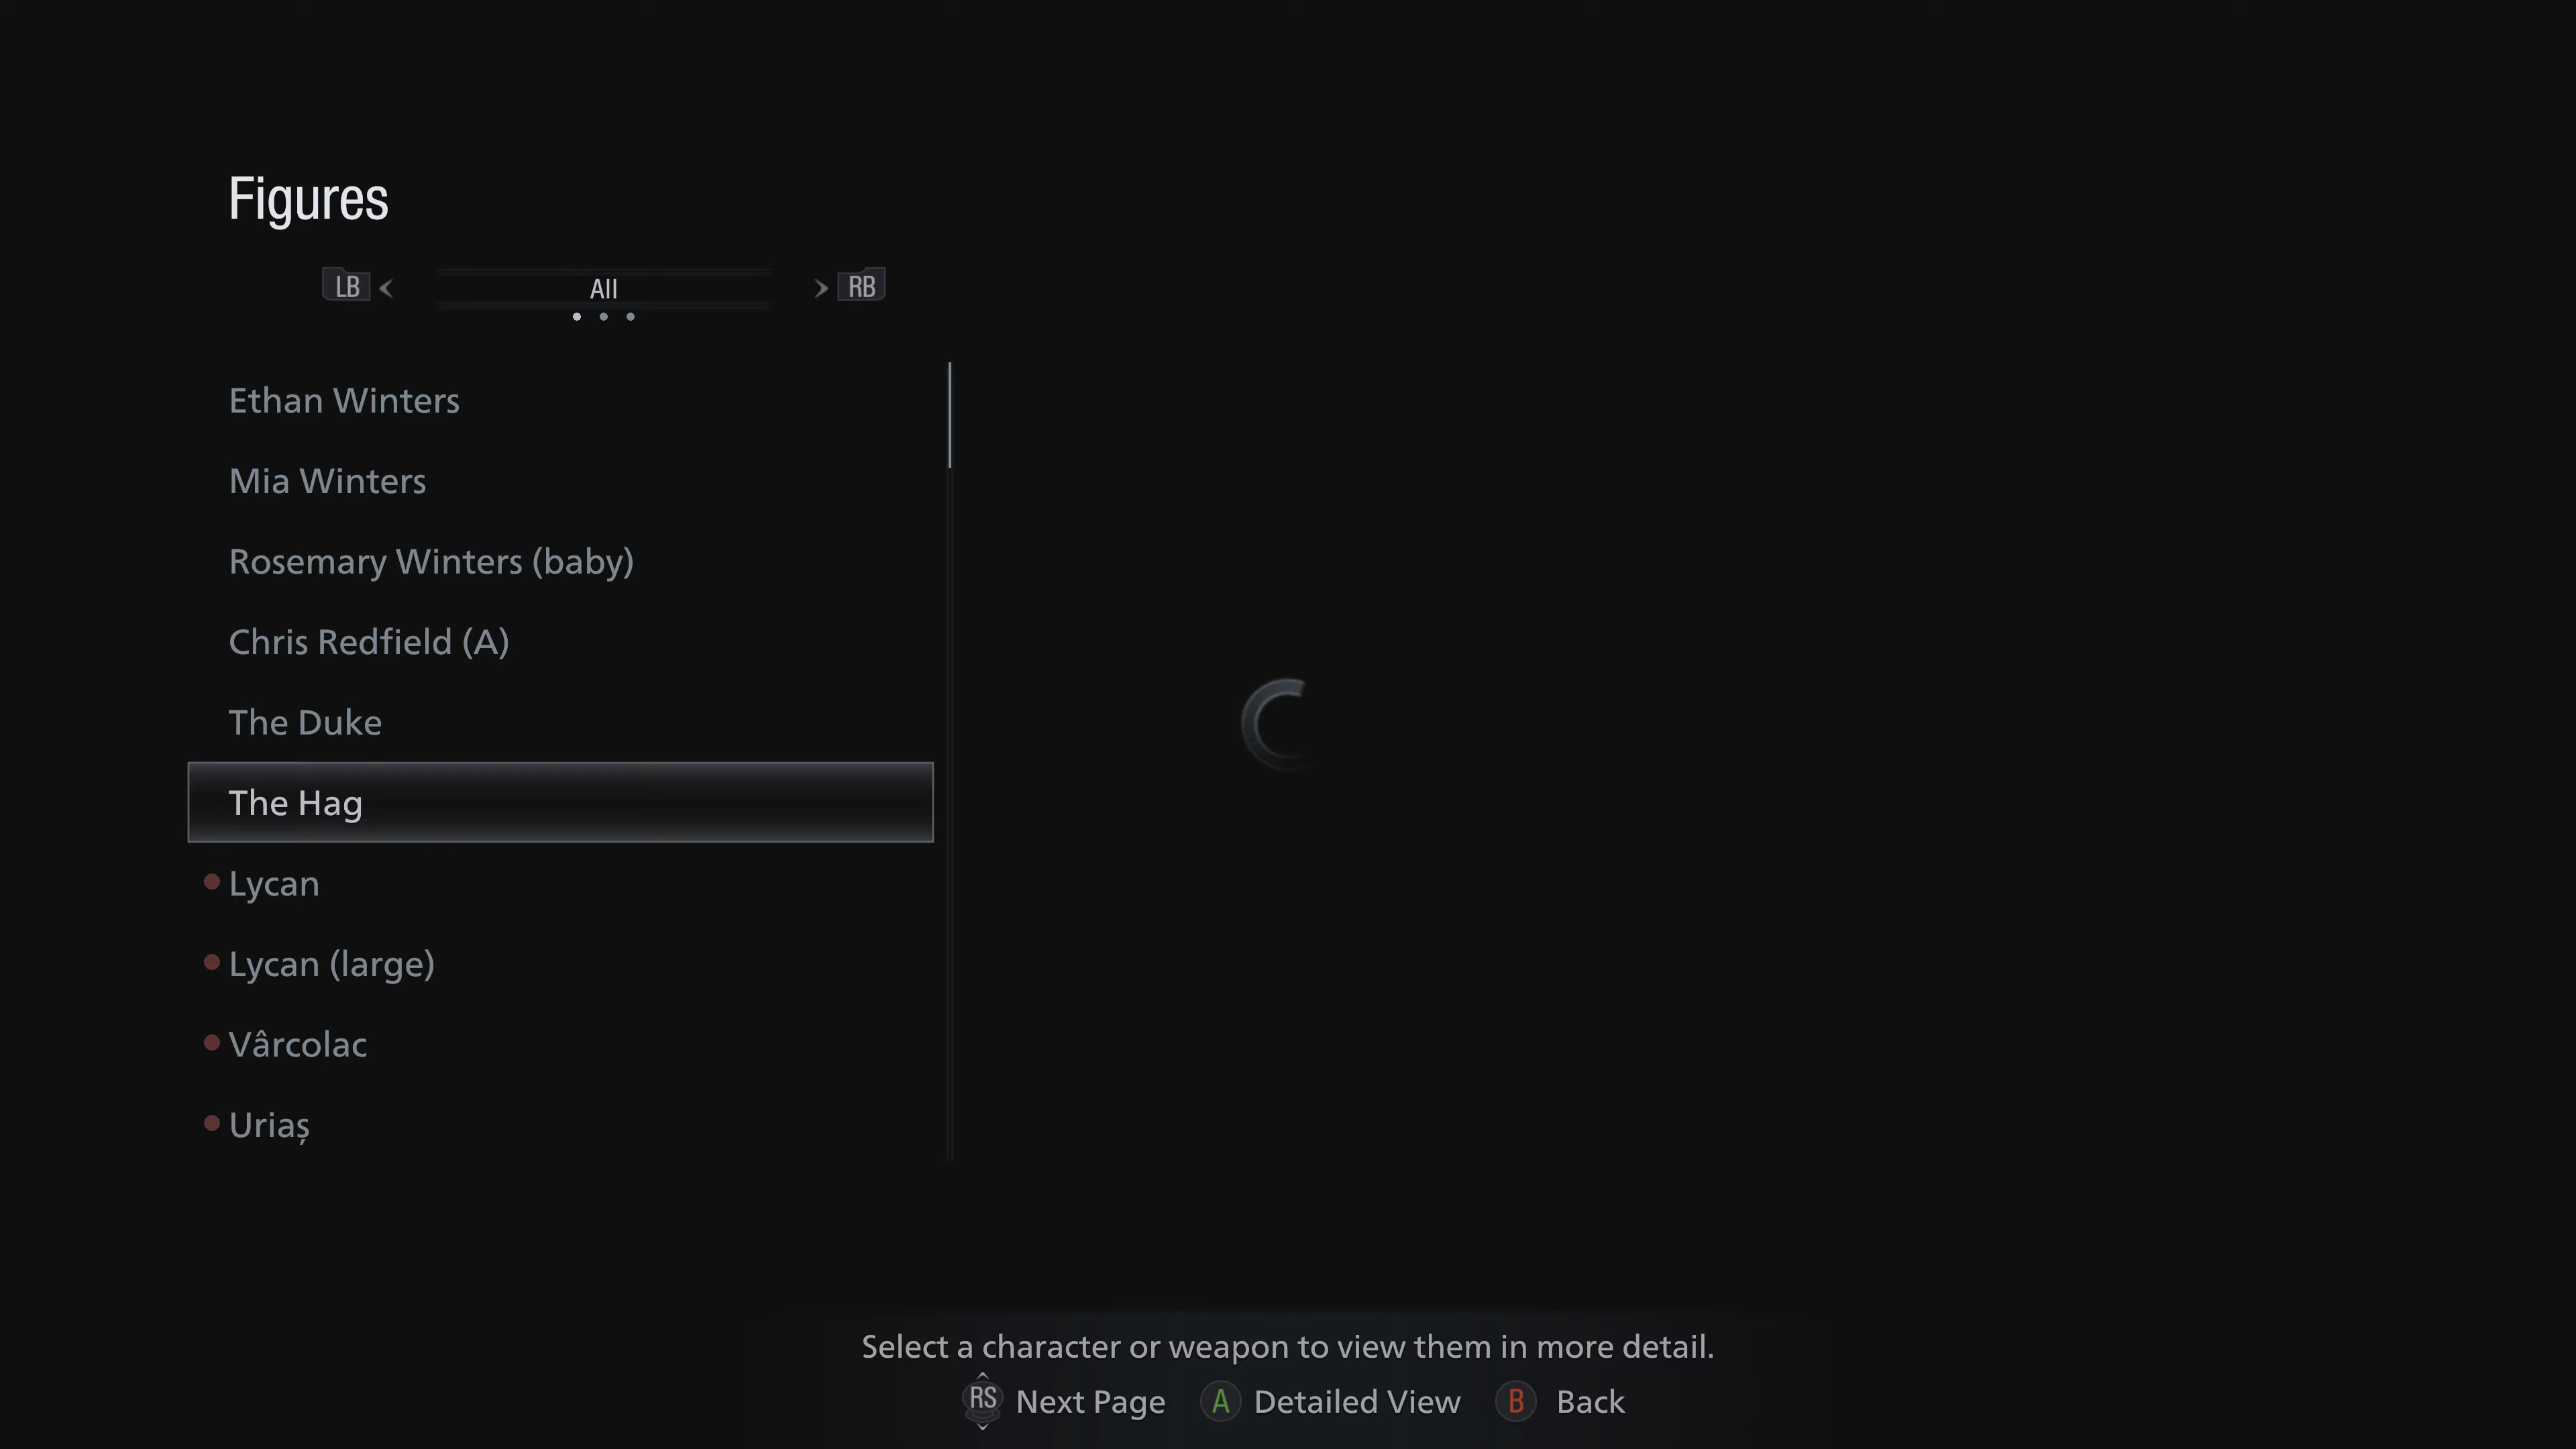 Figures
LB
All
RB
Ethan Winters
Mia Winters
Rosemary Winters (baby)
Chris Redfield (A)
The Duke
The Hag
Lycan
Lycan (large)
Vârcolac
Uriaș
Select a character or weapon to view them in more detail.
RS Next Page A Detailed View B Back